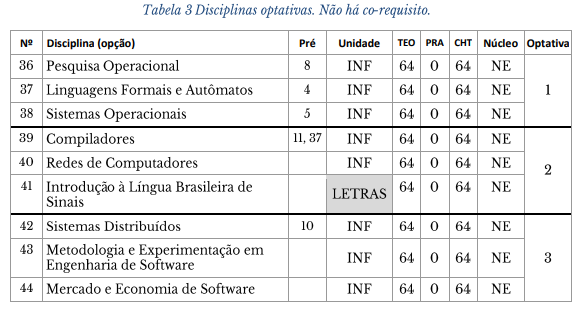 Tabela 3 Disciplinas optativas. Não há co-requisito.
Nº Disciplina (opção) Pré Unidade TEO PRA CHT Núcleo Optativa
36 Pesquisa Operacional 8 INF 64 0 64 NE
37 Linguagens Formais e Autômatos 4 INF 64 0 64 NE 1
38 Sistemas Operacionais 5 INF 64 0 64 NE
39 Compiladores 11, 37 INF 64 0 64 NE
40 Redes de Computadores INF 64 0 64 NE 2
41 Introdução à Língua Brasileira de
Sinais LETRAS 64 0 64 NE
42 Sistemas Distribuídos 10 INF 64 0 64 NE
43 Metodologia e Experimentação em
Engenharia de Software INF 64 0 64 NE 3
44 Mercado e Economia de Software INF 64 0 64 NE